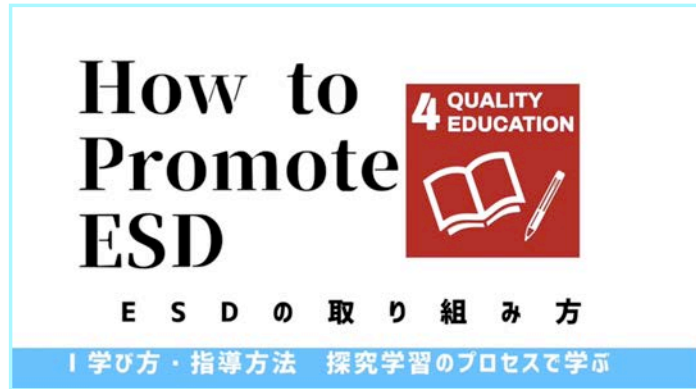 How to
Promote
ESD
4 QUALITY
EDUCATION
ESDの取り組み方
Ⅰ学び方・指導方法　探究学習のプロセスで学ぶ